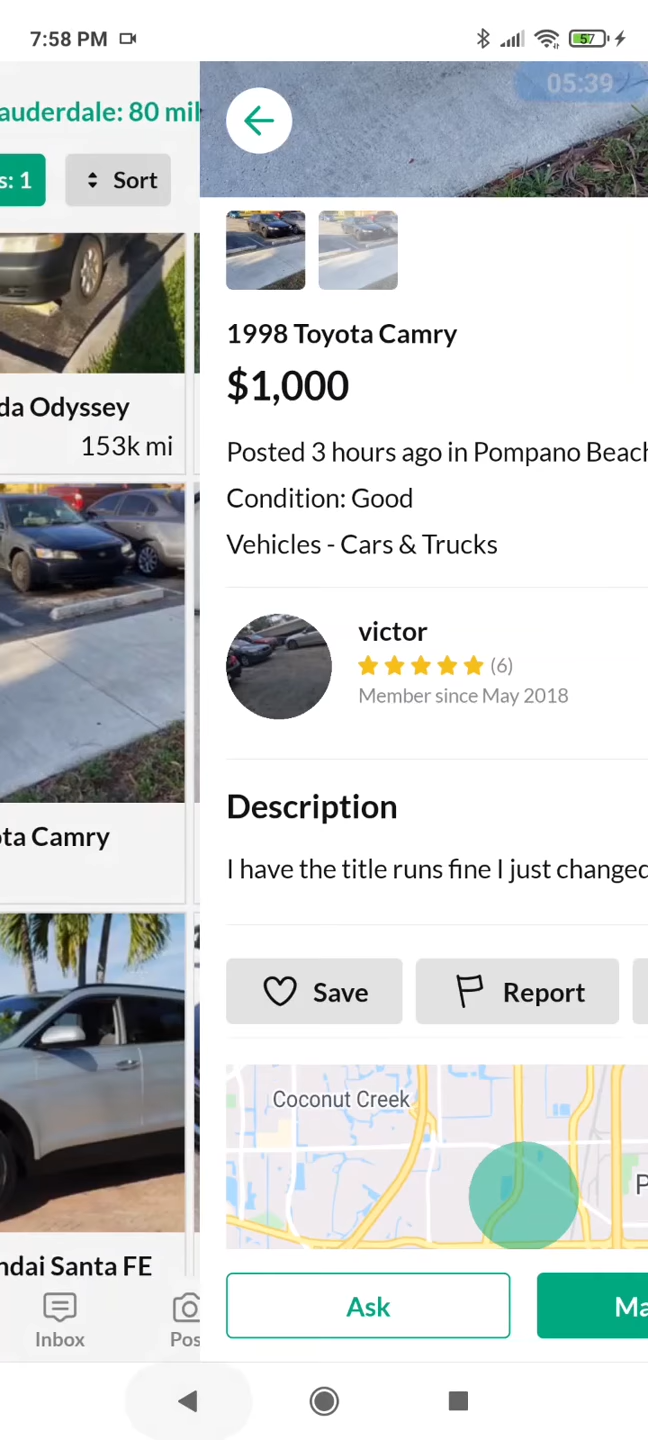 7:58 PM
57
auderdale: 80 mil
s: 1
Sort
da Odyssey
153k mi
ota Camry
ndai Santa FE
Inbox
Pos
05:39
1998 Toyota Camry
$1,000
Posted 3 hours ago in Pompano Beach
Condition: Good
Vehicles - Cars & Trucks
victor
(6)
Member since May 2018
Description
I have the title runs fine I just changed
Save
Report
Coconut Creek
P
Ask
Ma